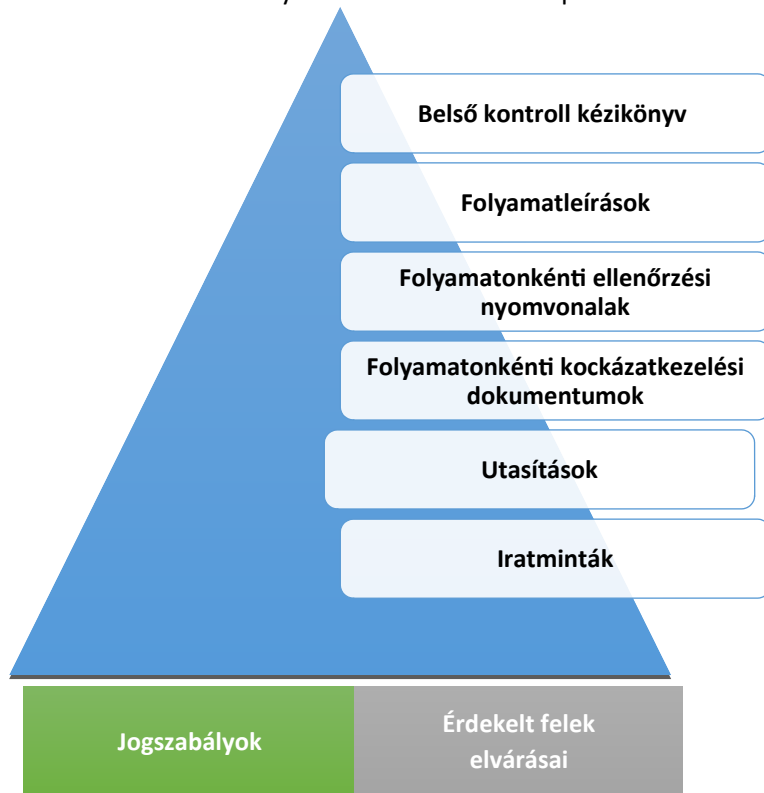 Belső kontroll kézikönyv
Folyamatleírások
Folyamatonkénti ellenőrzési
nyomvonalak
Folyamatonkénti kockázatkezelési
dokumentumok
Utasítások
Iratminták
Jogszabályok
Érdekelt felek
elvárásai